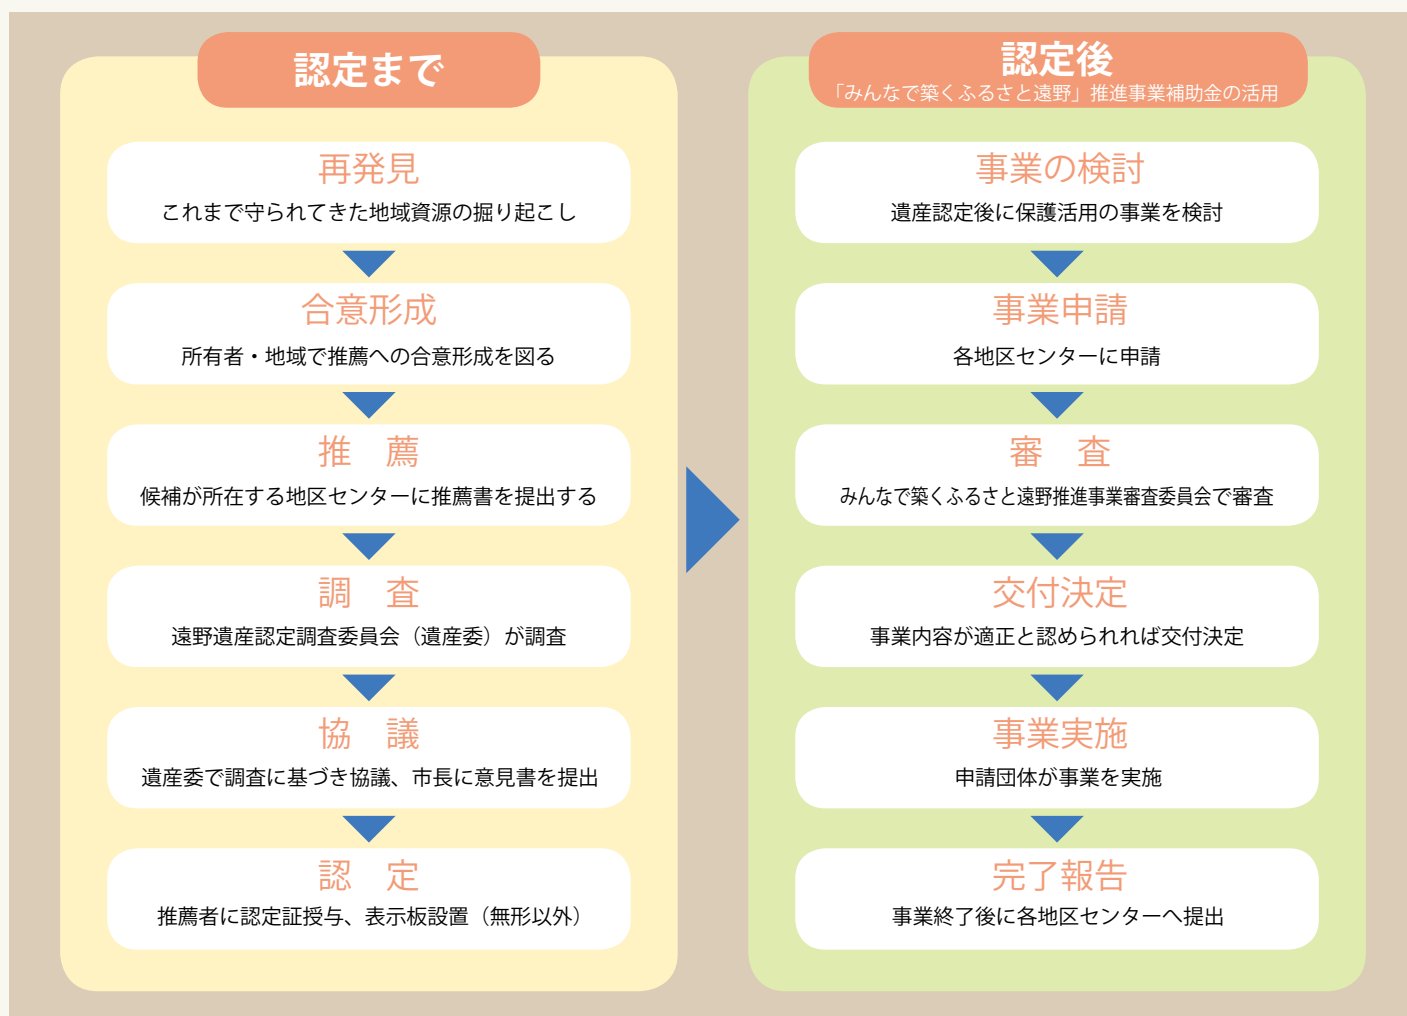 認定まで
再発見
これまで守られてきた地域資源の掘り起こし
合意形成
所有者・地域で推薦への合意形成を図る
推　薦
候補が所在する地区センターに推薦書を提出する
調　査
遠野遺産認定調査委員会（遺産委）が調査
協　議
遺産委で調査に基づき協議、市長に意見書を提出
認　定
推薦者に認定証授与、表示板設置（無形以外）
認定後
「みんなで築くふるさと遠野」推進事業補助金の活用
事業の検討
遺産認定後に保護活用の事業を検討
事業申請
各地区センターに申請
審　査
みんなで築くふるさと遠野推進事業審査委員会で審査
交付決定
事業内容が適正と認められれば交付決定
事業実施
申請団体が事業を実施
完了報告
事業終了後に各地区センターへ提出